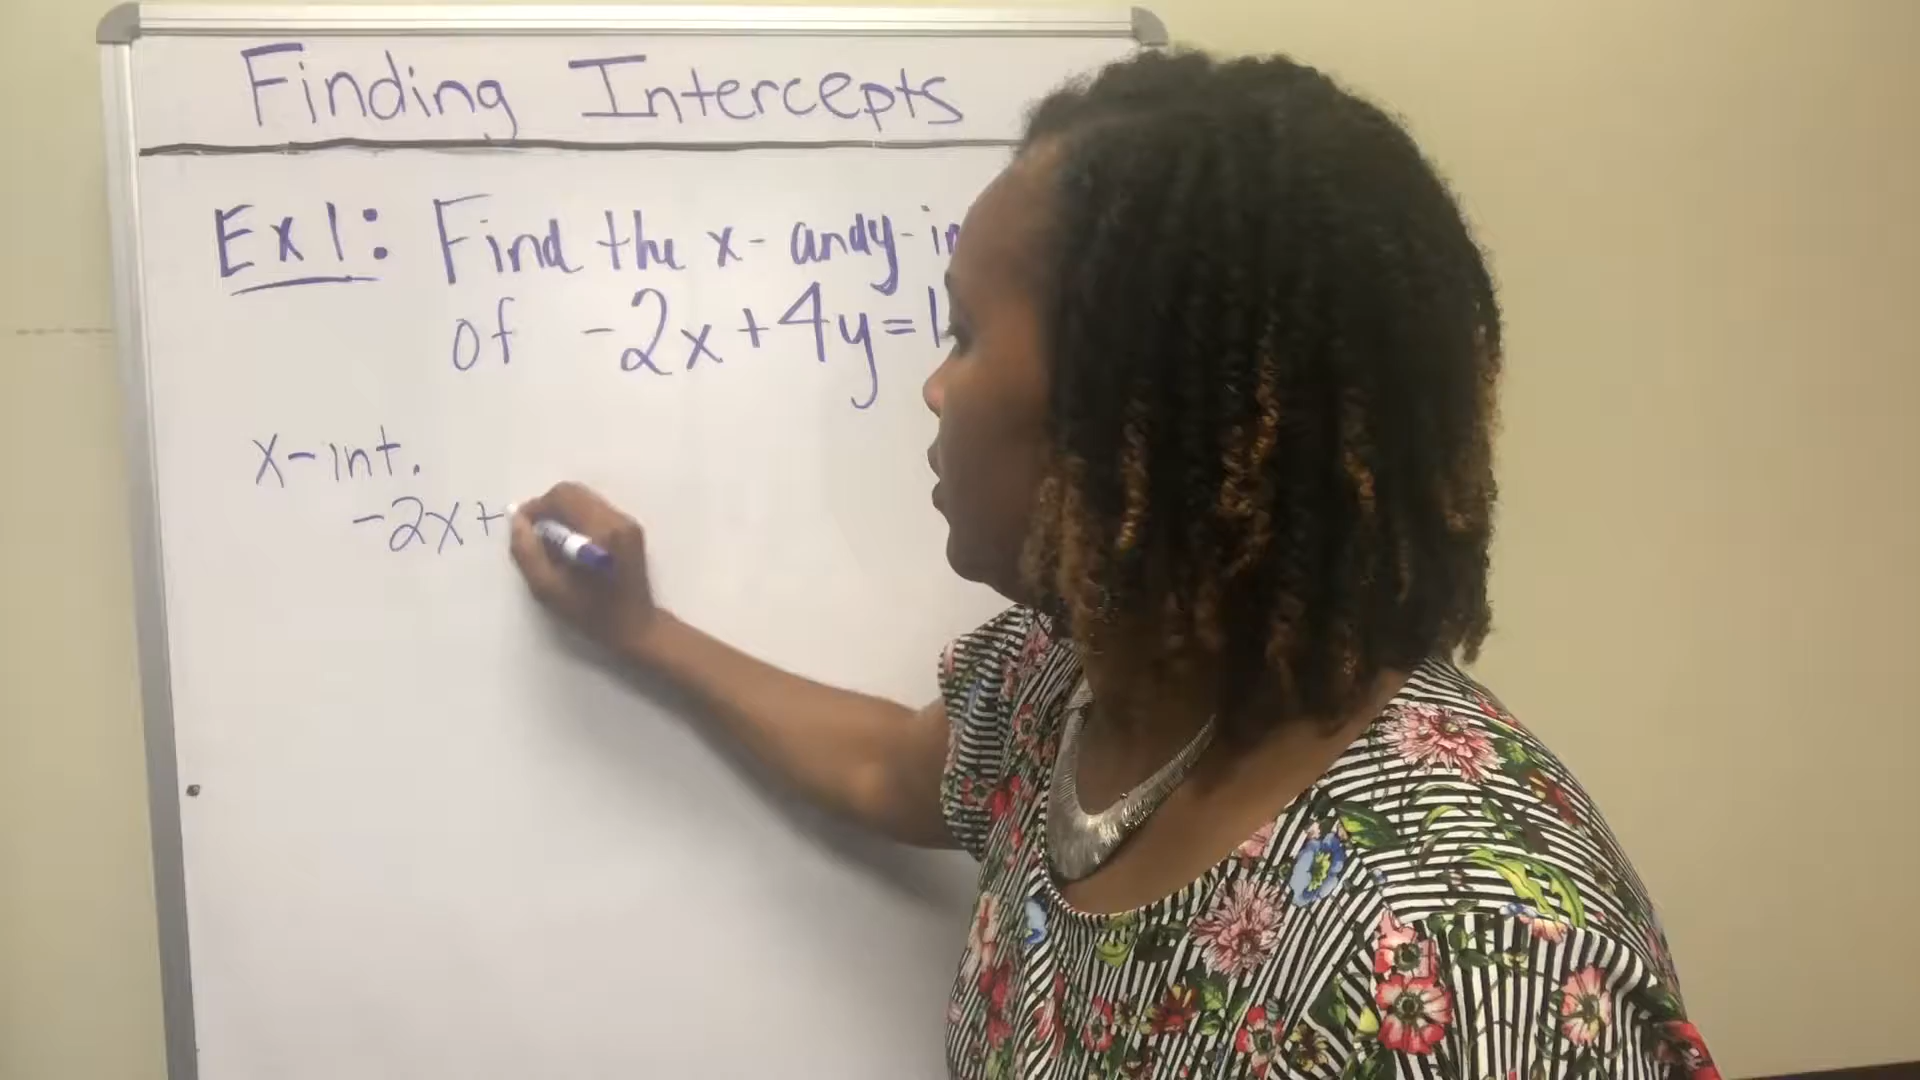 Finding Intercepts
Ex 1: Find the x- and y-in
of -2x+4y=1
x-int.
-2x+